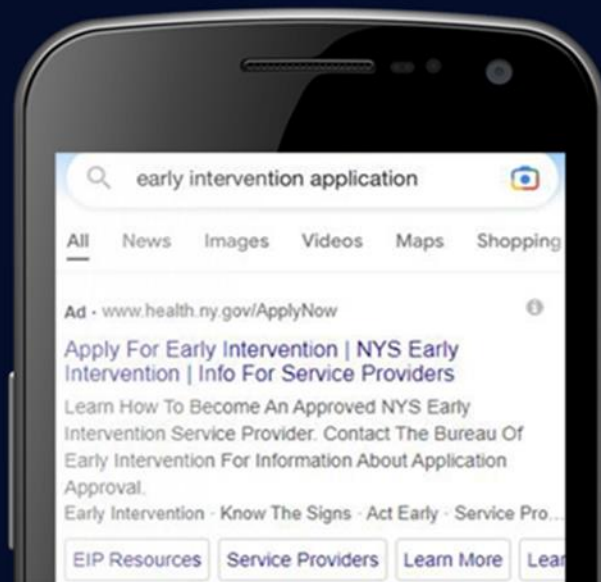 early intervention application
All News Images Videos Maps Shopping
Ad · www.health.ny.gov/ApplyNow
Apply For Early Intervention | NYS Early
Intervention | Info For Service Providers
Learn How To Become An Approved NYS Early
Intervention Service Provider. Contact The Bureau Of
Early Intervention For Information About Application
Approval.
Early Intervention · Know The Signs · Act Early · Service Pro...
EIP Resources Service Providers Learn More Lear